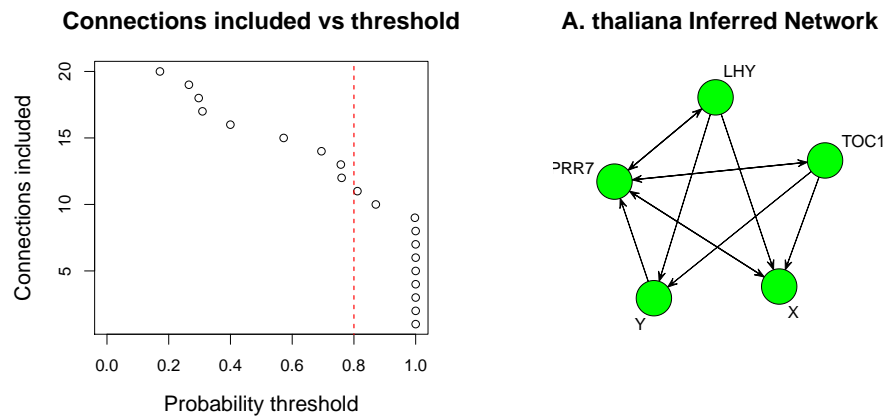 Connections included vs threshold
A. thaliana Inferred Network
Connections included
20
15
10
5
0.0 0.2 0.4 0.6 0.8 1.0
Probability threshold
LHY
TOC1
PRR7
Y
X